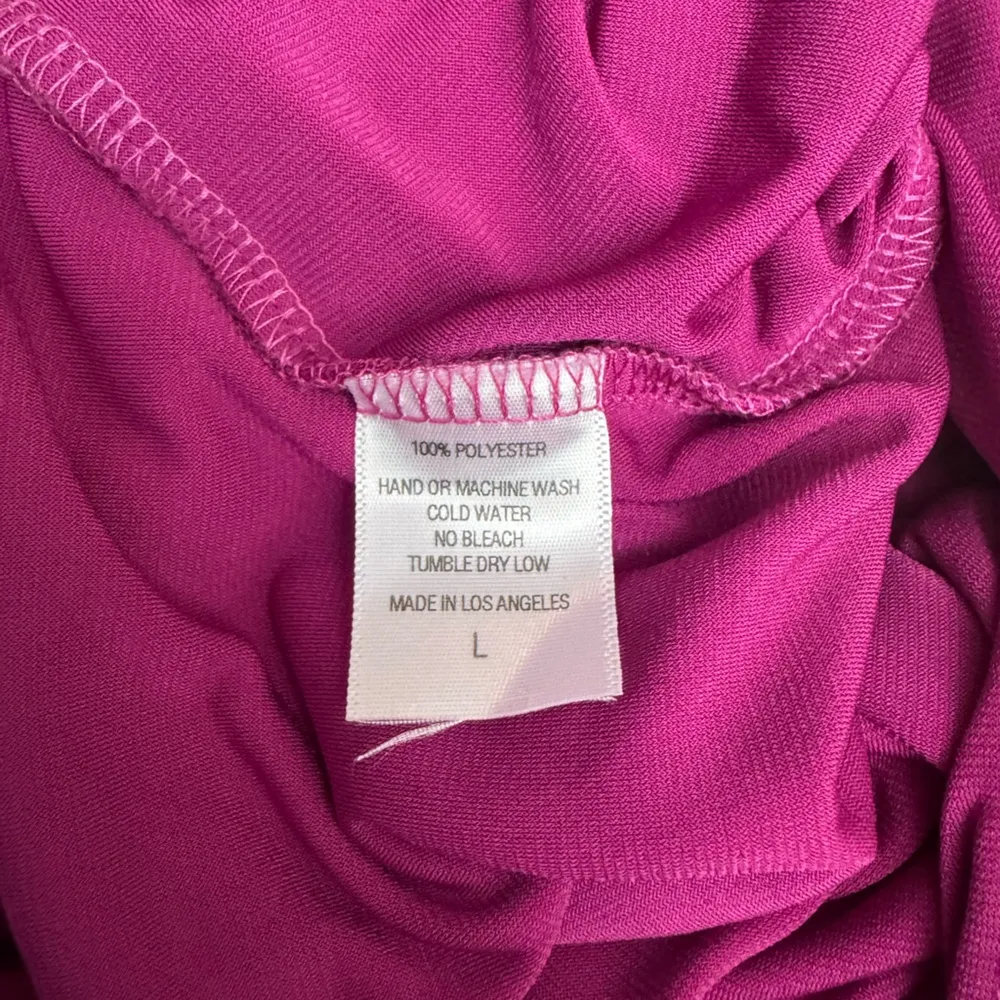 100% POLYESTER
HAND OR MACHINE WASH
COLD WATER
NO BLEACH
TUMBLE DRY LOW
MADE IN LOS ANGELES
L